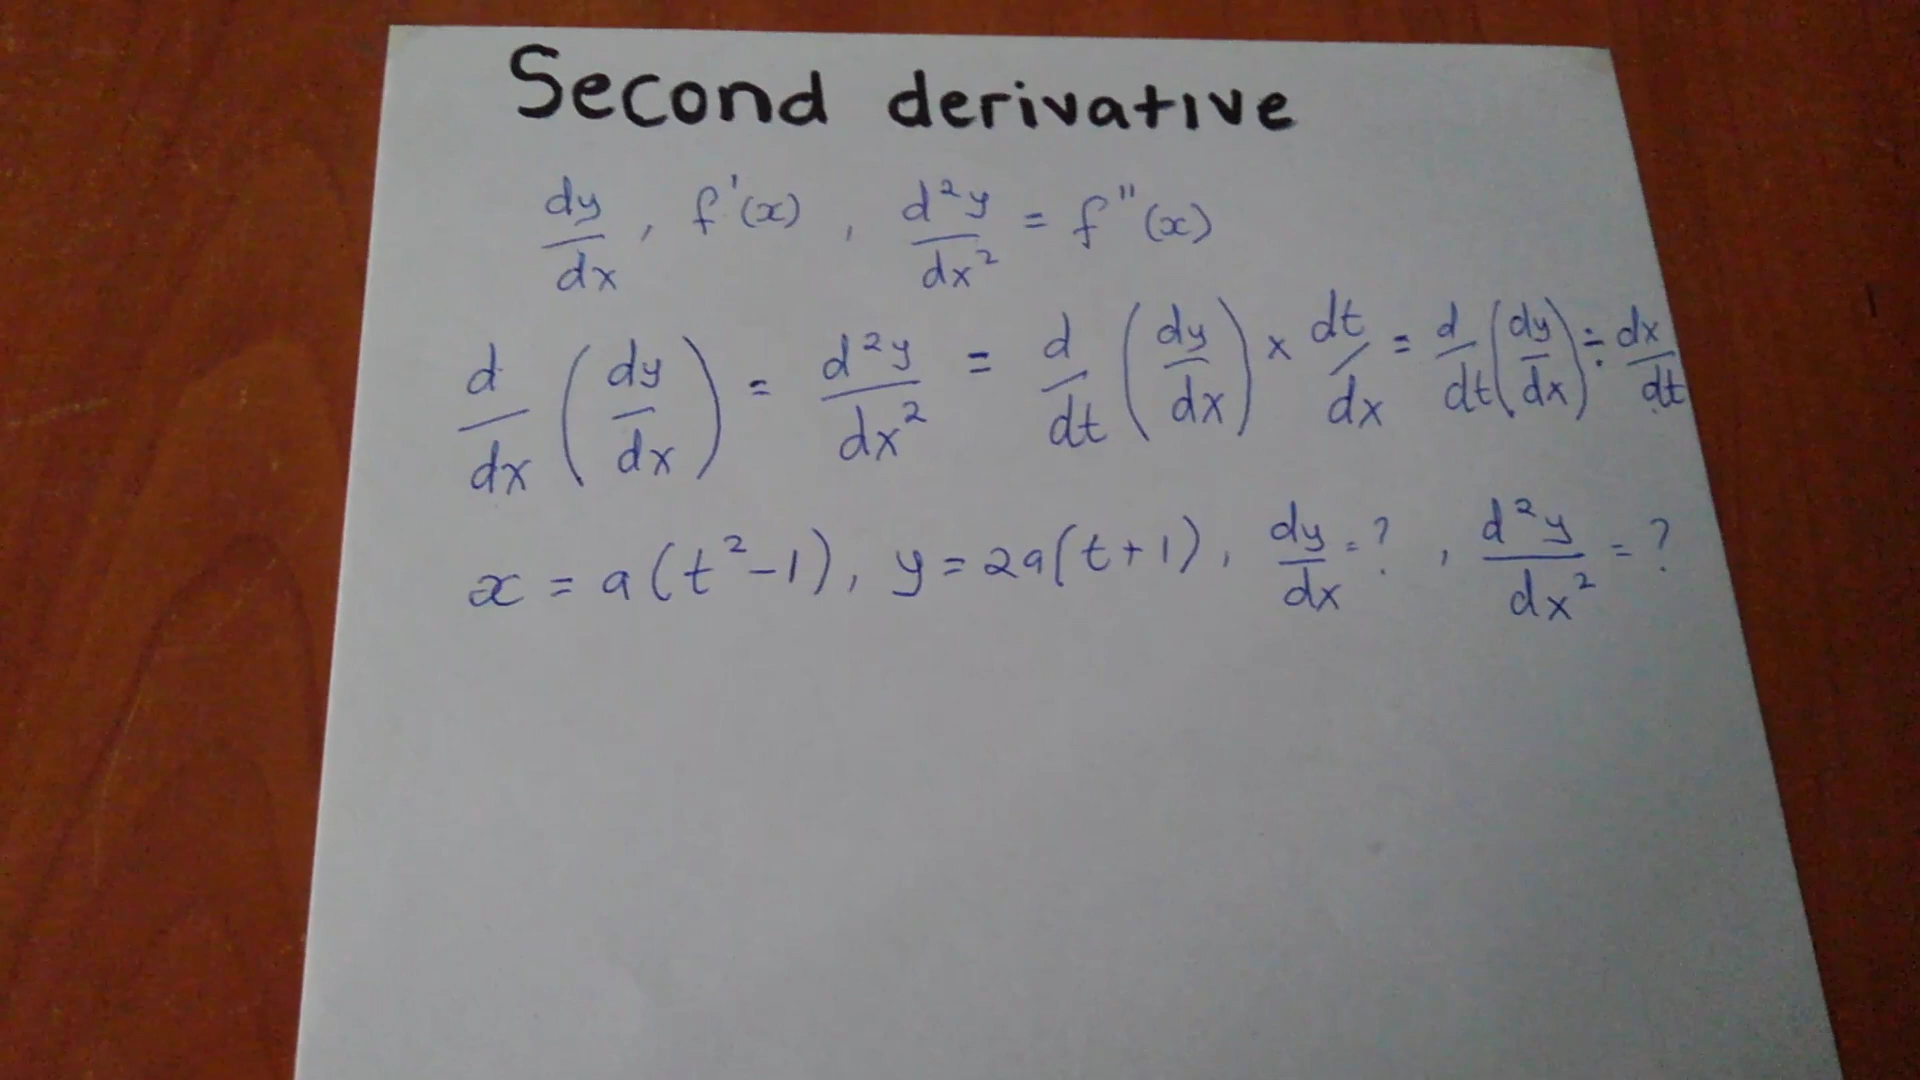 Second derivative
dy/dx , f'(x) , d²y/dx² = f"(x)
d/dx (dy/dx) = d²y/dx² = d/dt (dy/dx) × dt/dx = d/dt (dy/dx) ÷ dx/dt
x = a(t²-1), y = 2a(t+1), dy/dx = ? , d²y/dx² = ?